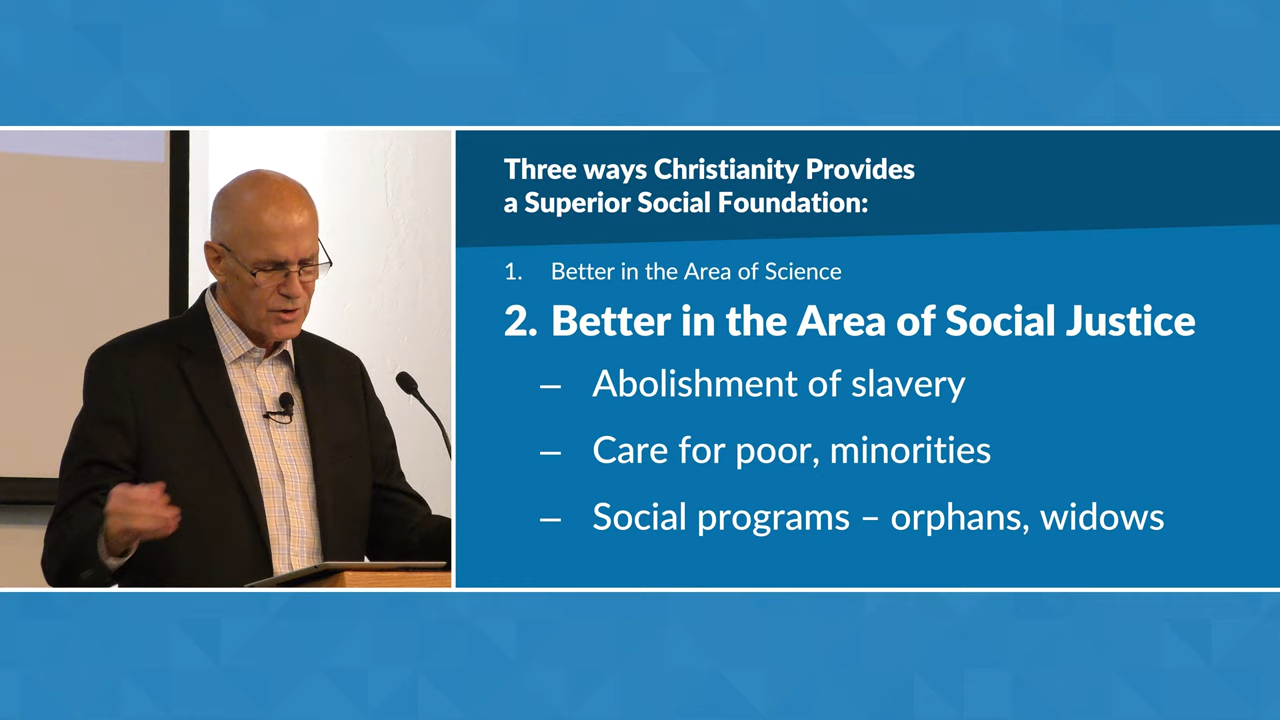 Three ways Christianity Provides
a Superior Social Foundation:
1. Better in the Area of Science
2. Better in the Area of Social Justice
– Abolishment of slavery
– Care for poor, minorities
– Social programs – orphans, widows